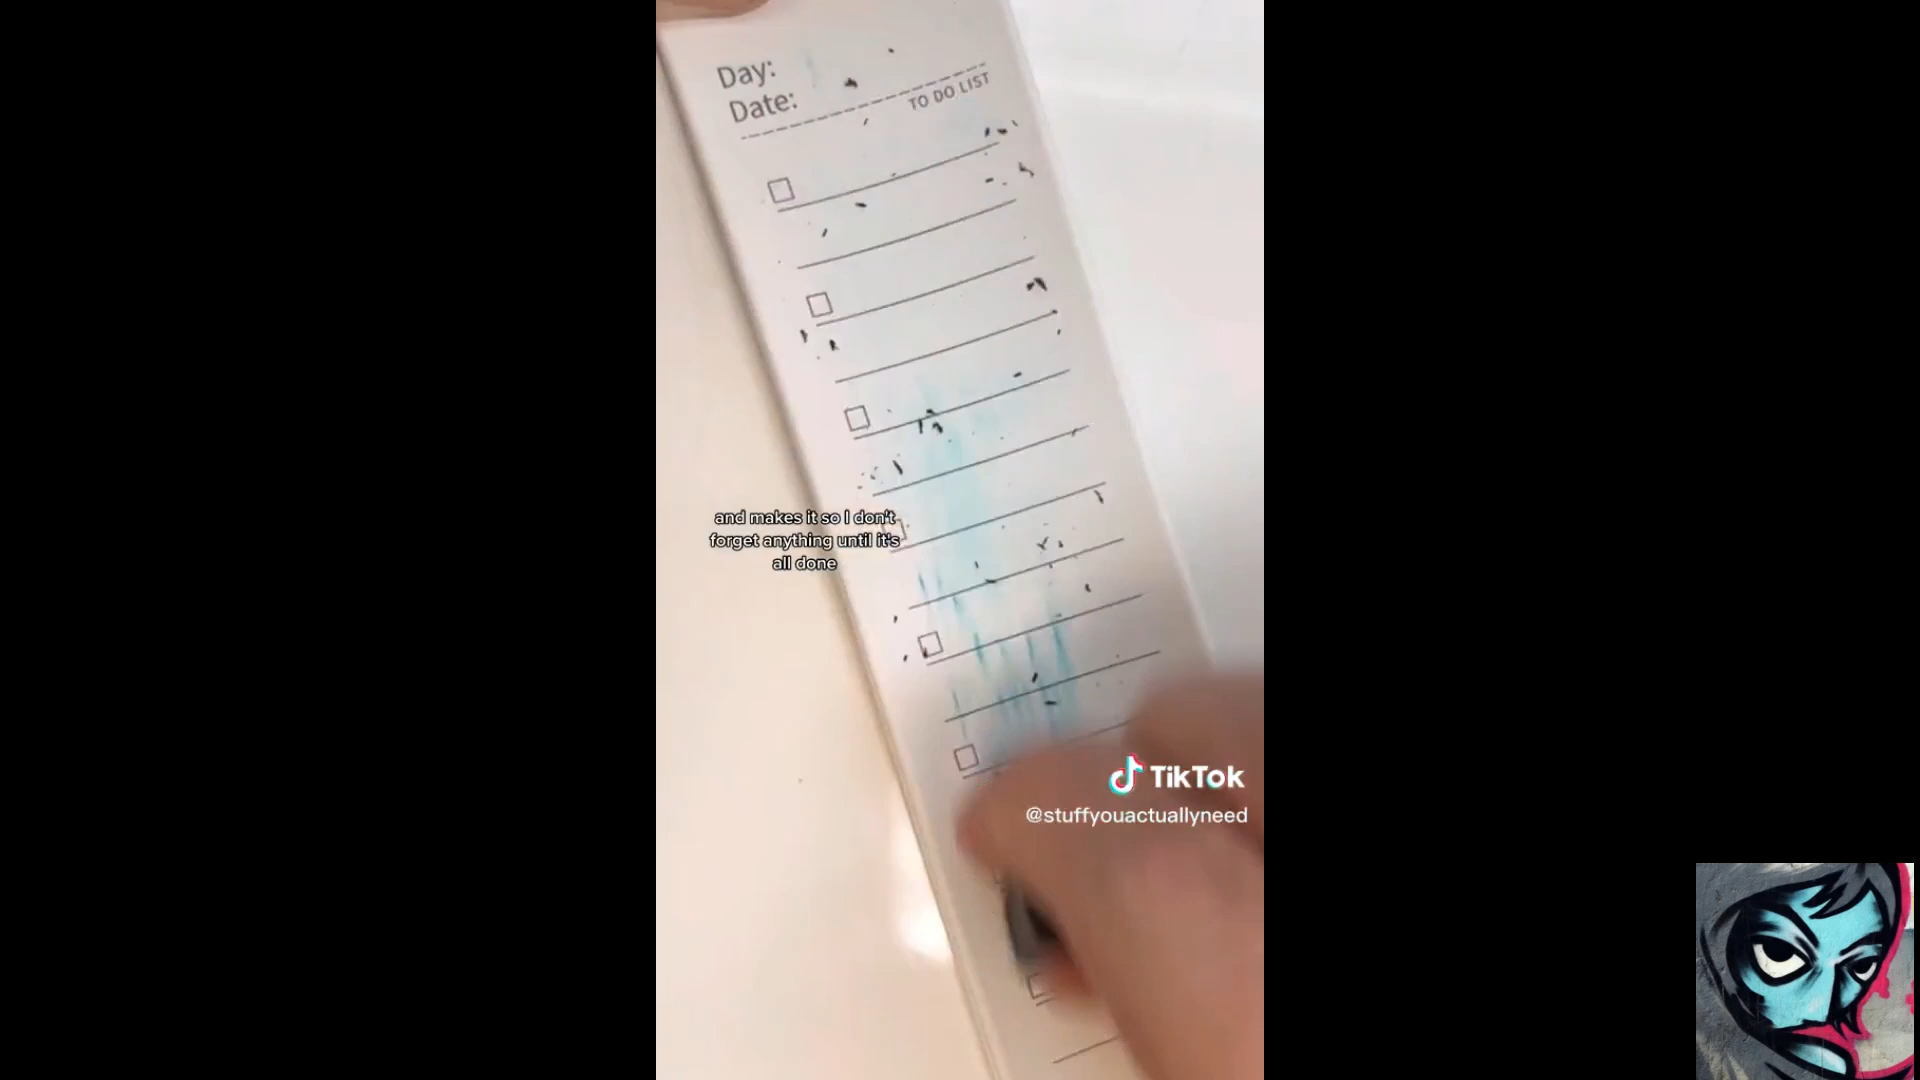 Day:
Date:
TO DO LIST
and makes it so I don't
forget anything until it's
all done
TikTok
@stuffyouactuallyneed